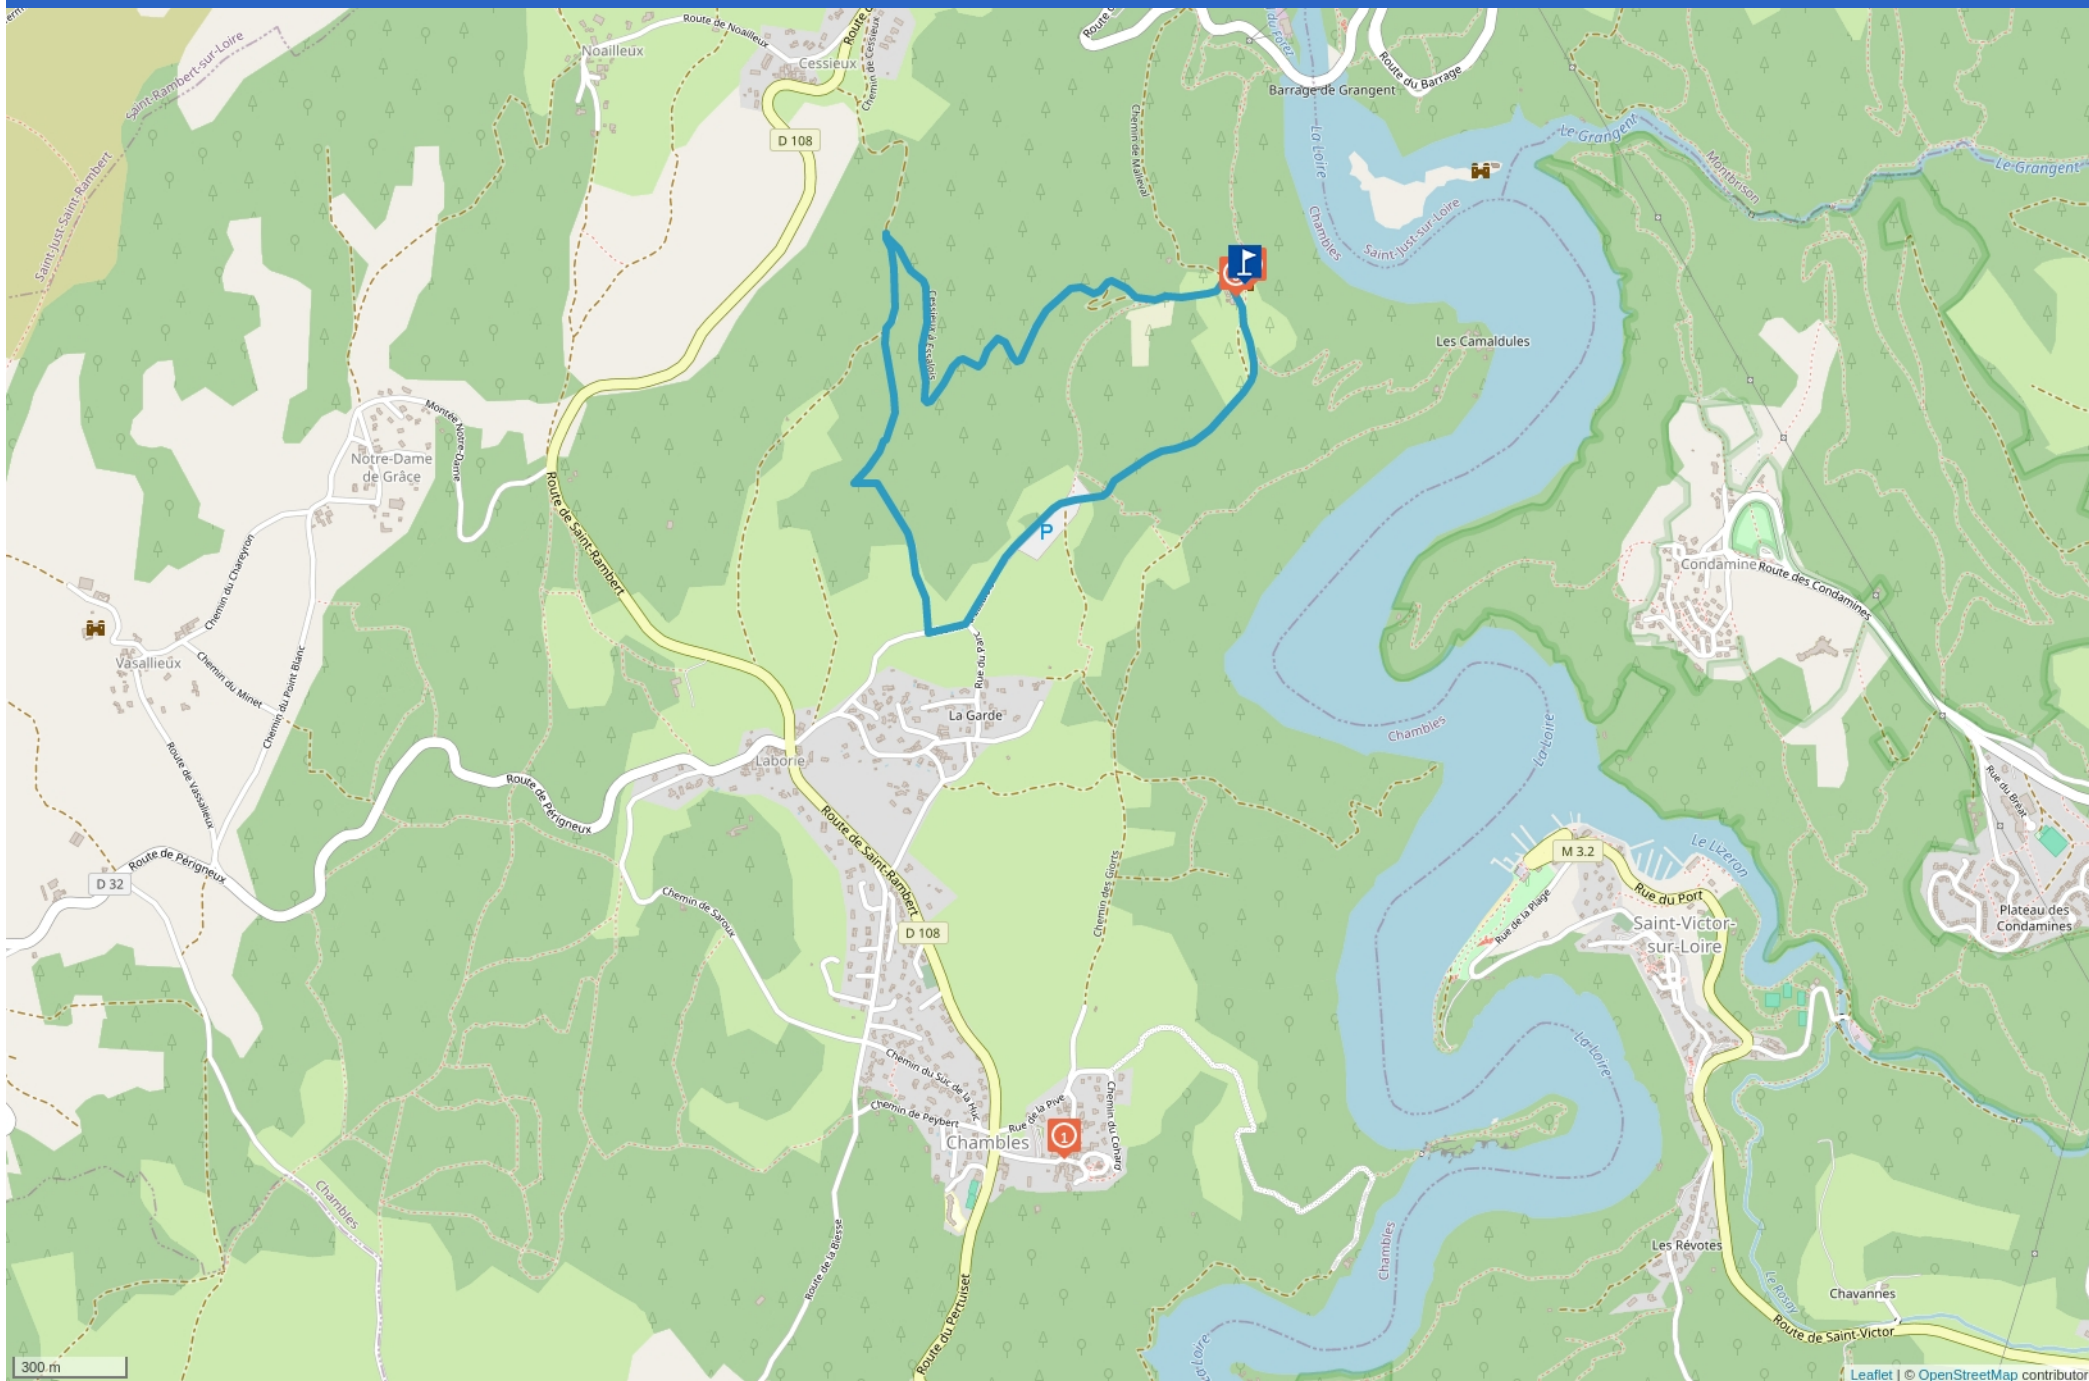 Route de Noailleux
Noailleux
Cessieux
Chemin de Cessieux
Saint-Rambert-sur-Loire
Saint-Just-Saint-Rambert
D 108
Chemin de Malleval
Barrage de Grangent
Route du Barrage
La Loire
Le Grangent
Le Grangent
Montbrison
Chambles
Saint-Just-sur-Loire
Cessieux à Essalois
Les Camaldules
Montée Notre-Dame
Notre-Dame
de Grâce
Route de Saint-Rambert
P
Condamine
Route des Condamines
Chemin du Chareyron
Vasallieux
Chemin du Minet
Chemin du Point Blanc
Rue du Parc
La Garde
Laborie
Chambles
La Loire
Route de Vassalieux
Route de Périgneux
Route de Périgneux
D 32
Route de Saint-Rambert
Rue du Bréat
M 3.2
Le Lizeron
Rue du Port
Rue de la Plage
Saint-Victor-
sur-Loire
Plateau des
Condamines
Chemin de Saroux
D 108
Chemin des Giorts
La Loire
Chemin du Suc de la Huc
Chemin de Peybert
Rue de la Pive
Chemin du Cohard
Chambles
1
Chambles
Chambles
Route de la Biesse
Les Révotes
Le Rosay
Chavannes
Route de Saint-Victor
Route du Pertuiset
La Loire
300 m
Leaflet | © OpenStreetMap contributor